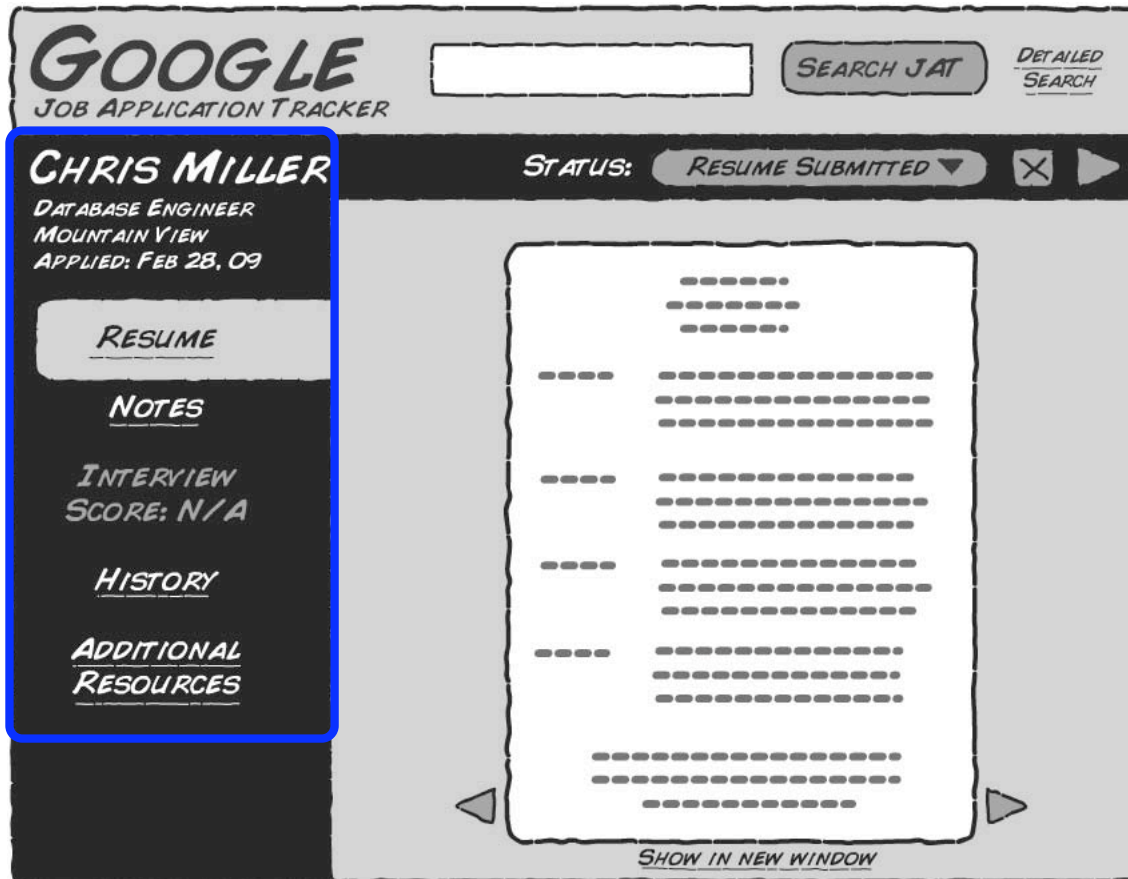 GOOGLE
JOB APPLICATION TRACKER
SEARCH JAT
DETAILED
SEARCH
CHRIS MILLER
DATABASE ENGINEER
MOUNTAIN VIEW
APPLIED: FEB 28, 09
STATUS:
RESUME SUBMITTED
RESUME
NOTES
INTERVIEW
SCORE: N/A
HISTORY
ADDITIONAL
RESOURCES
SHOW IN NEW WINDOW